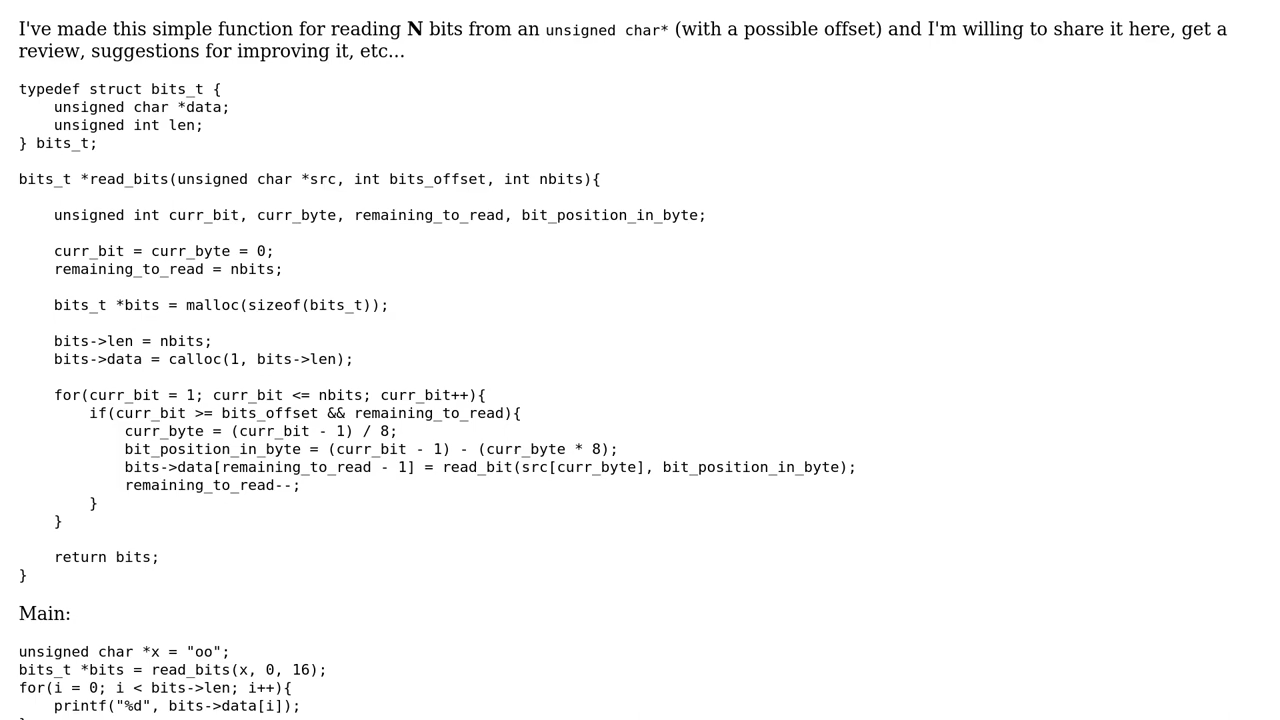 I've made this simple function for reading N bits from an unsigned char* (with a possible offset) and I'm willing to share it here, get a
review, suggestions for improving it, etc...
typedef struct bits_t {
    unsigned char *data;
    unsigned int len;
} bits_t;
bits_t *read_bits(unsigned char *src, int bits_offset, int nbits){
    unsigned int curr_bit, curr_byte, remaining_to_read, bit_position_in_byte;
    curr_bit = curr_byte = 0;
    remaining_to_read = nbits;
    bits_t *bits = malloc(sizeof(bits_t));
    bits->len = nbits;
    bits->data = calloc(1, bits->len);
    for(curr_bit = 1; curr_bit <= nbits; curr_bit++){
        if(curr_bit >= bits_offset && remaining_to_read){
            curr_byte = (curr_bit - 1) / 8;
            bit_position_in_byte = (curr_bit - 1) - (curr_byte * 8);
            bits->data[remaining_to_read - 1] = read_bit(src[curr_byte], bit_position_in_byte);
            remaining_to_read--;
        }
    }
    return bits;
}
Main:
unsigned char *x = "oo";
bits_t *bits = read_bits(x, 0, 16);
for(i = 0; i < bits->len; i++){
    printf("%d", bits->data[i]);